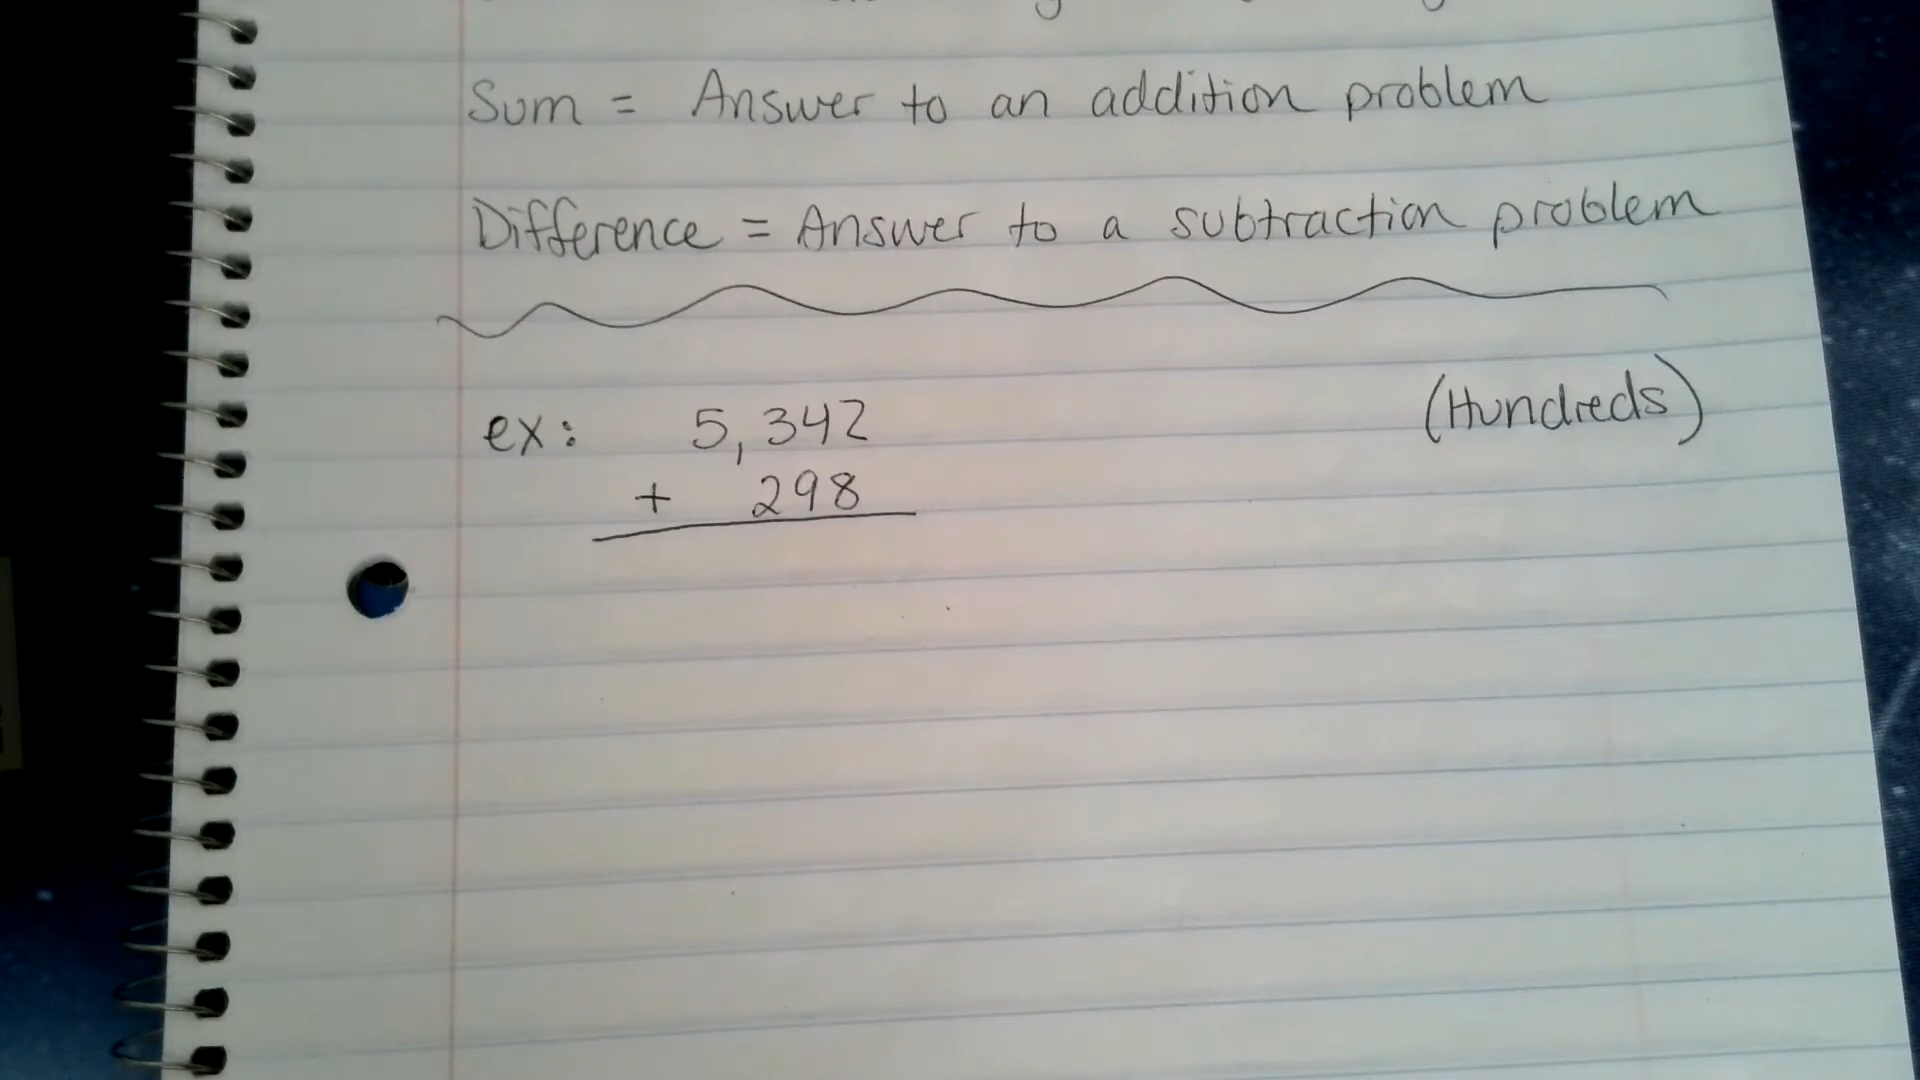 Sum = Answer to an addition problem
Difference = Answer to a subtraction problem
ex: 5,342 (Hundreds)
+ 298